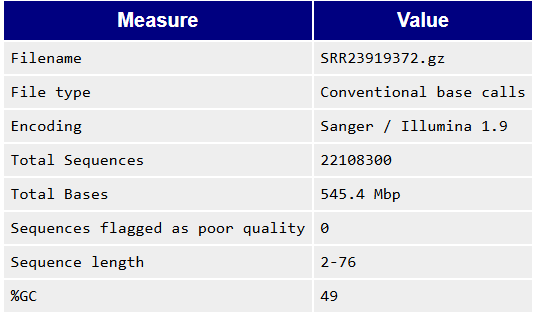 Measure Value
Filename SRR23919372.gz
File type Conventional base calls
Encoding Sanger / Illumina 1.9
Total Sequences 22108300
Total Bases 545.4 Mbp
Sequences flagged as poor quality 0
Sequence length 2-76
%GC 49